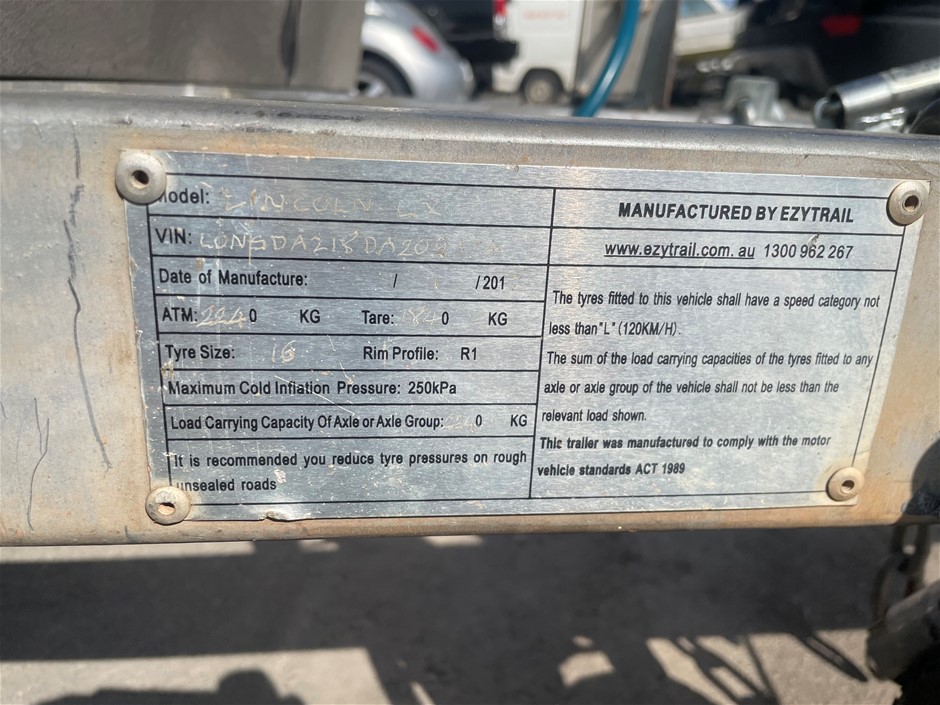 Model: LINCOLN LX
VIN:
Date of Manufacture: / /201
ATM: 2240 KG Tare: 1840 KG
Tyre Size: 16 Rim Profile: R1
Maximum Cold Inflation Pressure: 250kPa
Load Carrying Capacity Of Axle or Axle Group: 0 KG
It is recommended you reduce tyre pressures on rough
unsealed roads
MANUFACTURED BY EZYTRAIL
www.ezytrail.com. au 1300 962 267
The tyres fitted to this vehicle shall have a speed category not
less than "L" (120KM/H).
The sum of the load carrying capacities of the tyres fitted to any
axle or axle group of the vehicle shall not be less than the
relevant load shown.
This trailer was manufactured to comply with the motor
vehicle standards ACT 1989